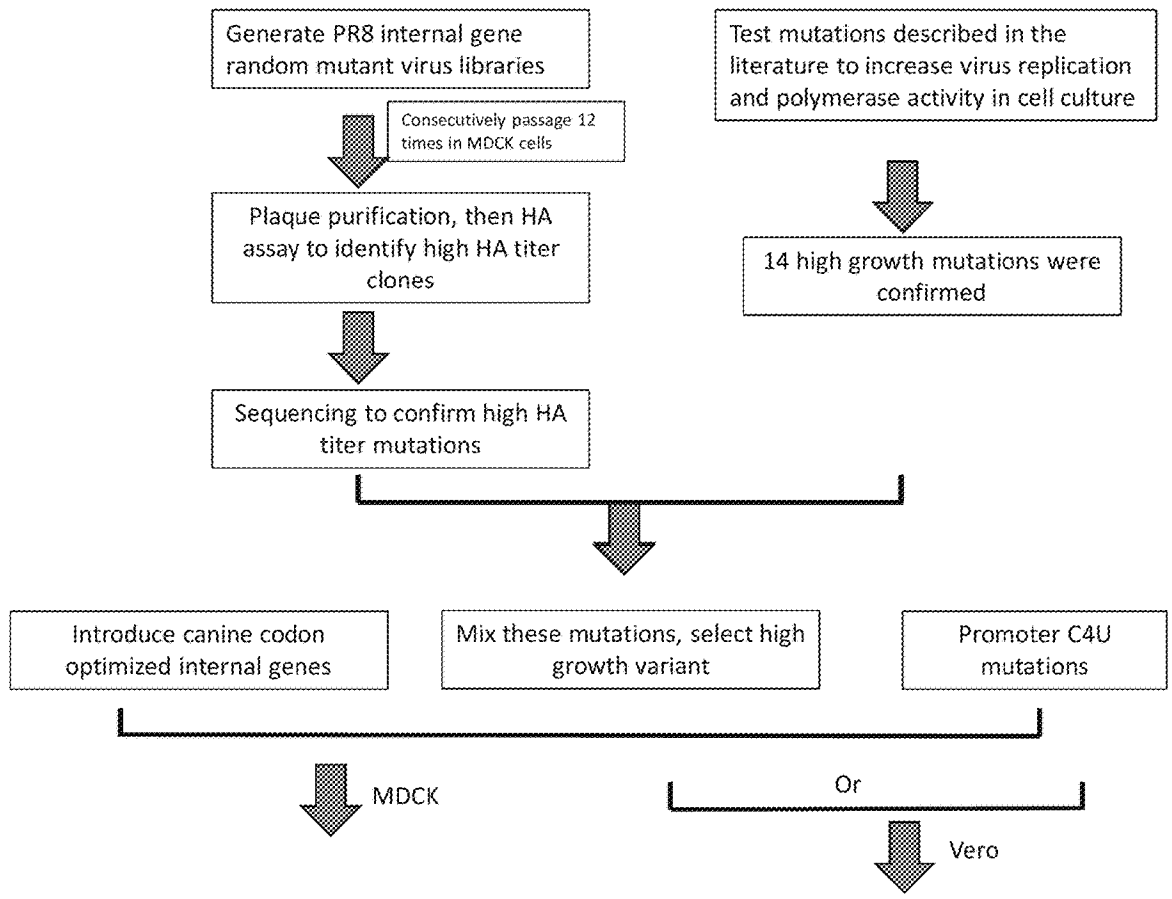 Generate PR8 internal gene
random mutant virus libraries
Test mutations described in the
literature to increase virus replication
and polymerase activity in cell culture
Consecutively passage 12
times in MDCK cells
Plaque purification, then HA
assay to identify high HA titer
clones
14 high growth mutations were
confirmed
Sequencing to confirm high HA
titer mutations
Introduce canine codon
optimized internal genes
Mix these mutations, select high
growth variant
Promoter C4U
mutations
MDCK
Or
Vero